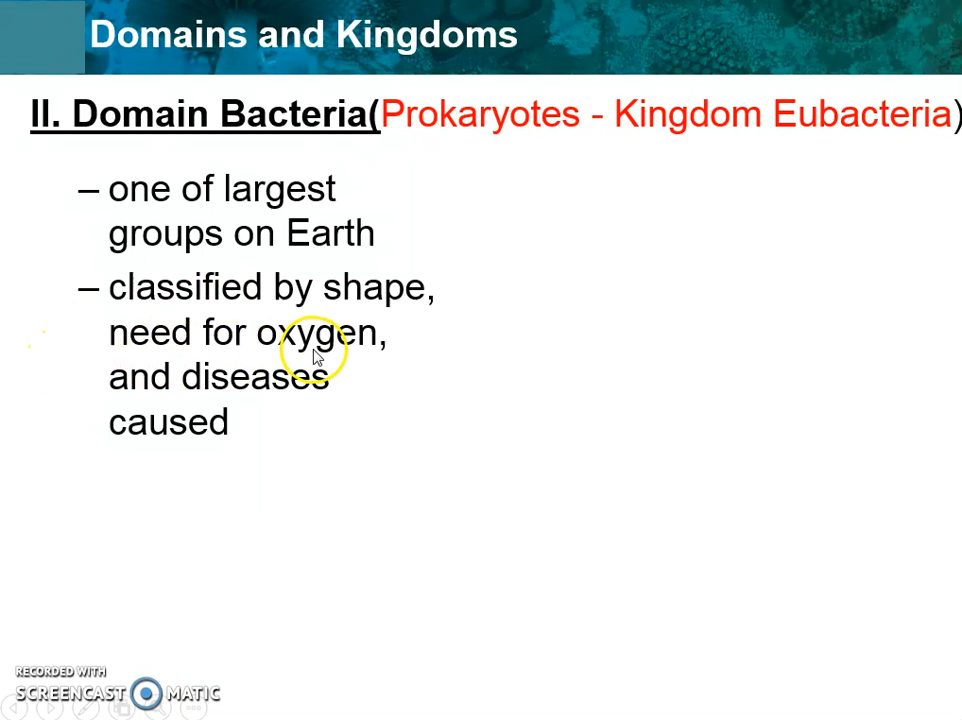 Domains and Kingdoms
II. Domain Bacteria(Prokaryotes - Kingdom Eubacteria)
– one of largest
groups on Earth
– classified by shape,
need for oxygen,
and diseases
caused
RECORDED WITH
SCREENCAST MATIC